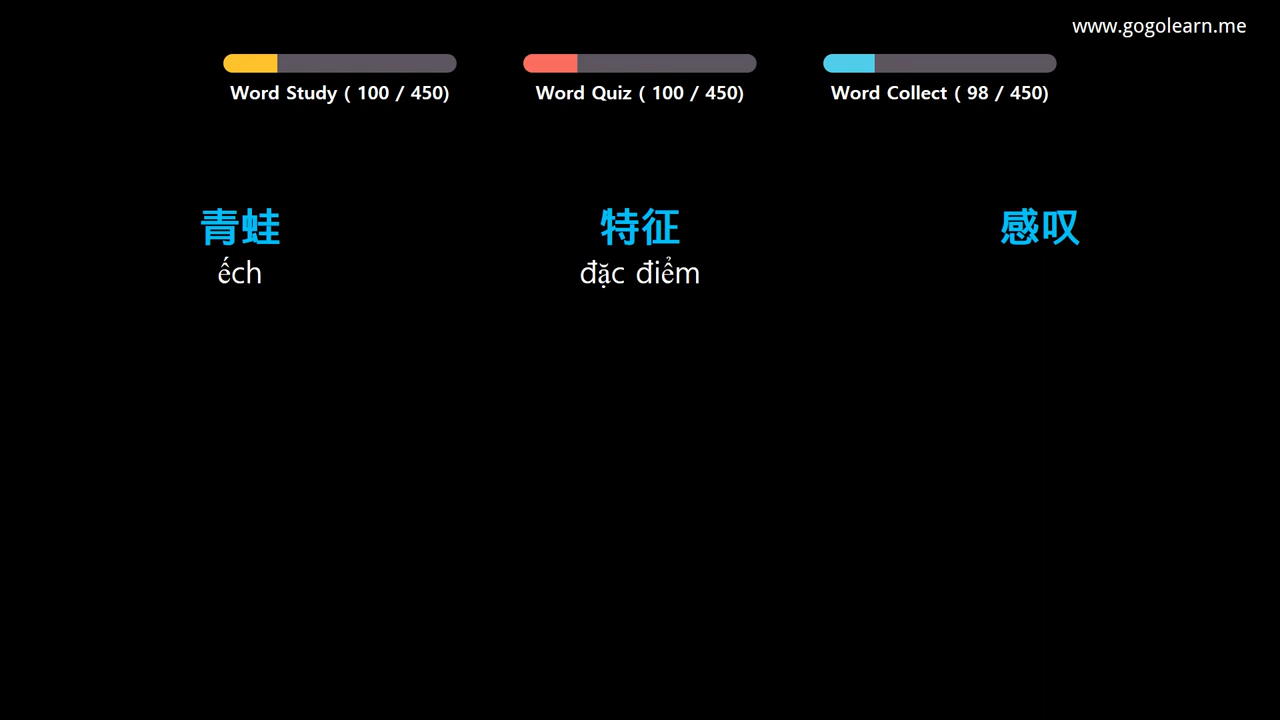 www.gogolearn.me
Word Study ( 100 / 450)
Word Quiz ( 100 / 450)
Word Collect ( 98 / 450)
青蛙
ếch
特征
đặc điểm
感叹